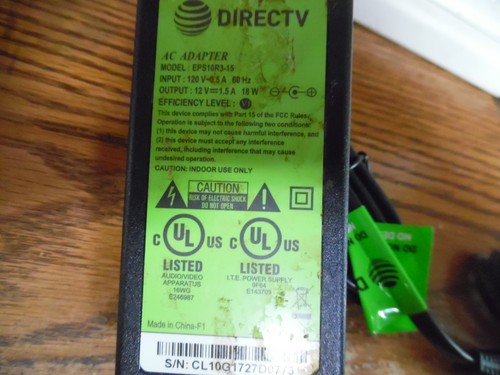 DIRECTV
AC ADAPTER
MODEL : EPS10R3-15
INPUT : 120 V~0.5 A 60 Hz
OUTPUT : 12 V 1.5 A 18 W
EFFICIENCY LEVEL :
This device complies with Part 15 of the FCC Rules.
Operation is subject to the following two conditions:
(1) this device may not cause harmful interference, and
(2) this device must accept any interference
received, including interference that may cause
undesired operation.
CAUTION: INDOOR USE ONLY
CAUTION
RISK OF ELECTRIC SHOCK
DO NOT OPEN
C UL US C UL US
LISTED LISTED
AUDIO/VIDEO I.T.E. POWER SUPPLY
APPARATUS 9F84
16WG E143709
E246987
Made in China-F1
S/N: CL10G1727D0773